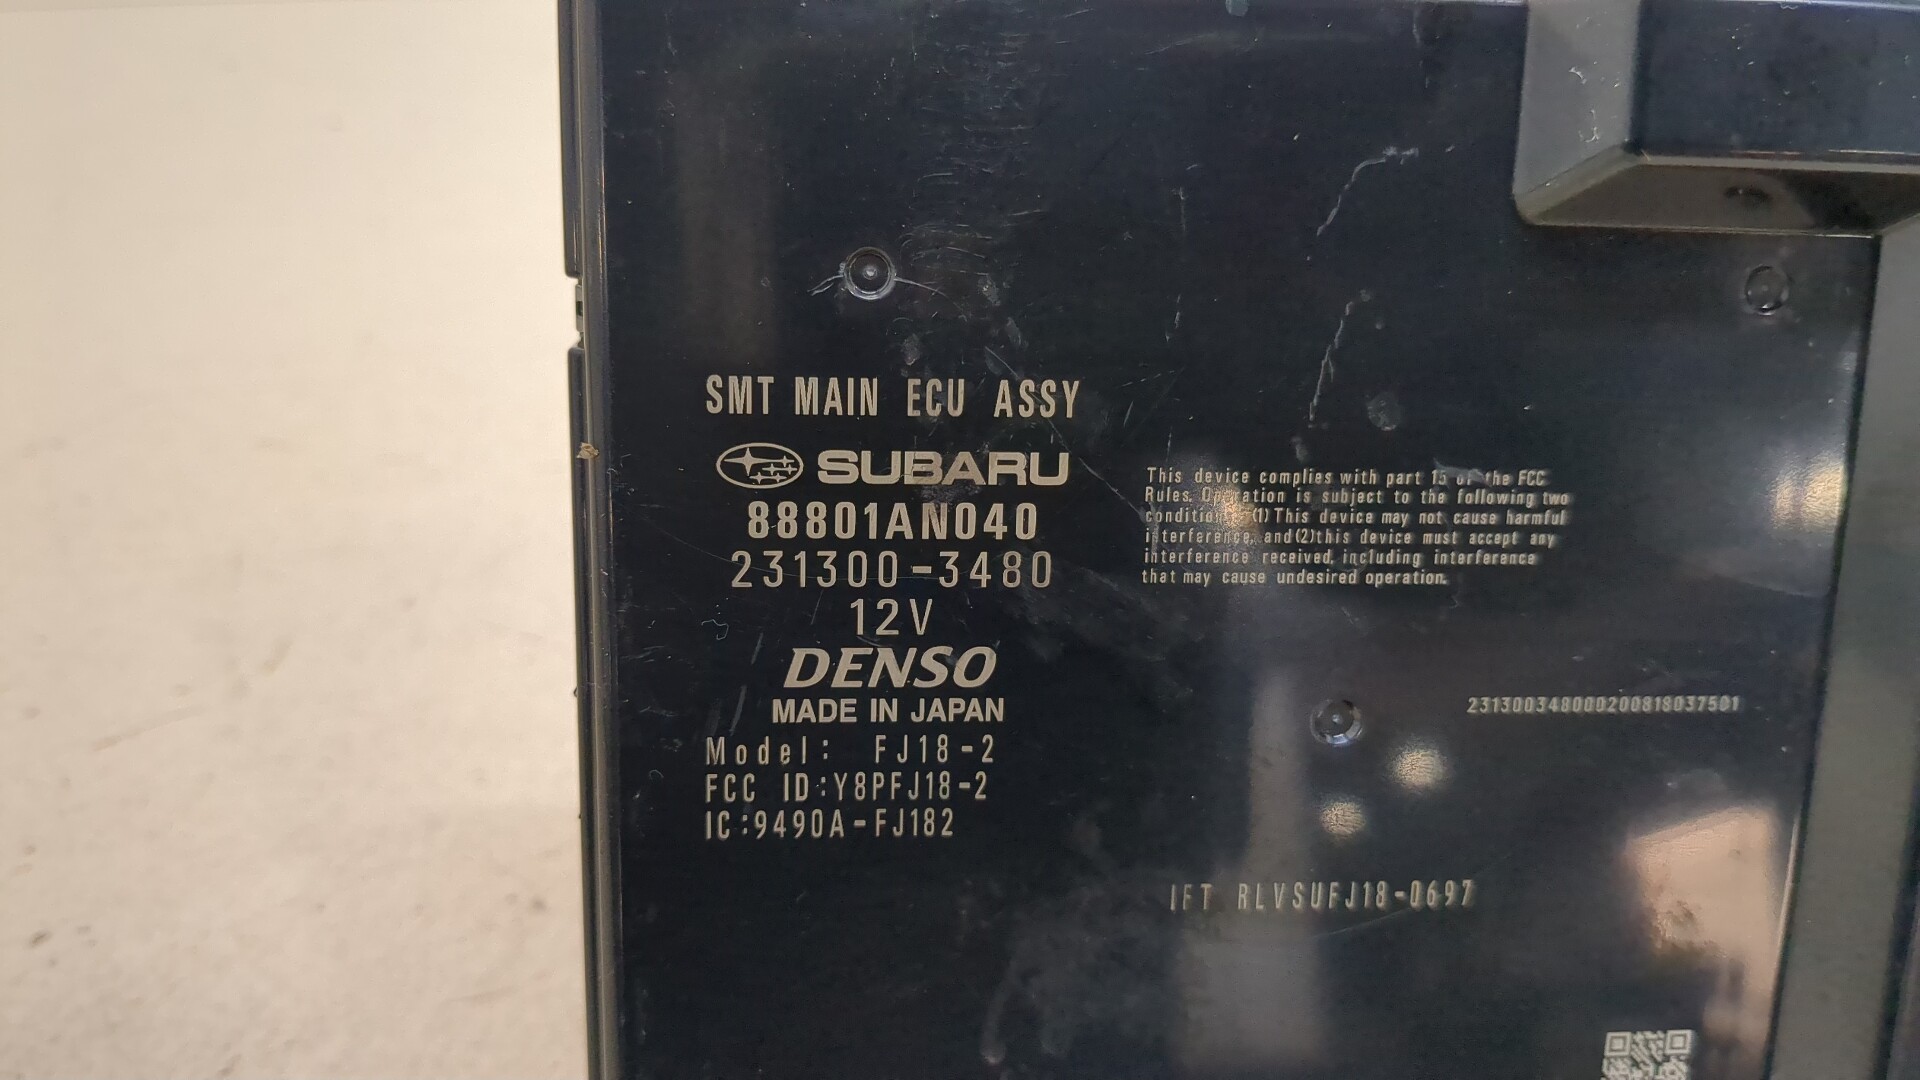 SMT MAIN ECU ASSY
SUBARU
88801AN040
231300-3480
12V
DENSO
MADE IN JAPAN
Model: FJ18-2
FCC ID:Y8PFJ18-2
IC:9490A-FJ182
This device complies with part 15 of the FCC
Rules. Operation is subject to the following two
conditions:(1) This device may not cause harmful
interference, and(2)this device must accept any
interference received, including interference
that may cause undesired operation.
2313003480000200818037501
IFT RLVSUFJ18-0697